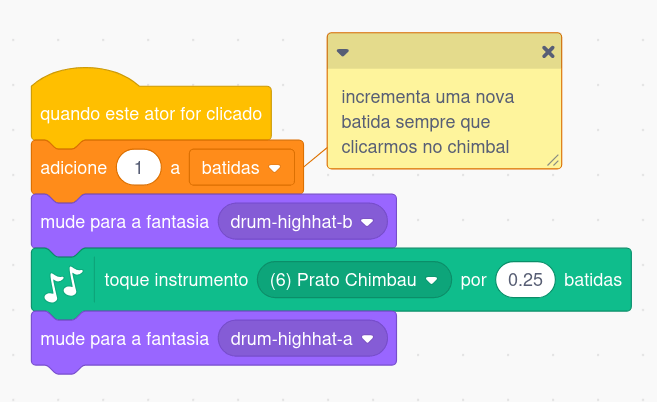 quando este ator for clicado
adicione 1 a batidas
mude para a fantasia drum-highhat-b
toque instrumento (6) Prato Chimbau por 0.25 batidas
mude para a fantasia drum-highhat-a
incrementa uma nova
batida sempre que
clicarmos no chimbal